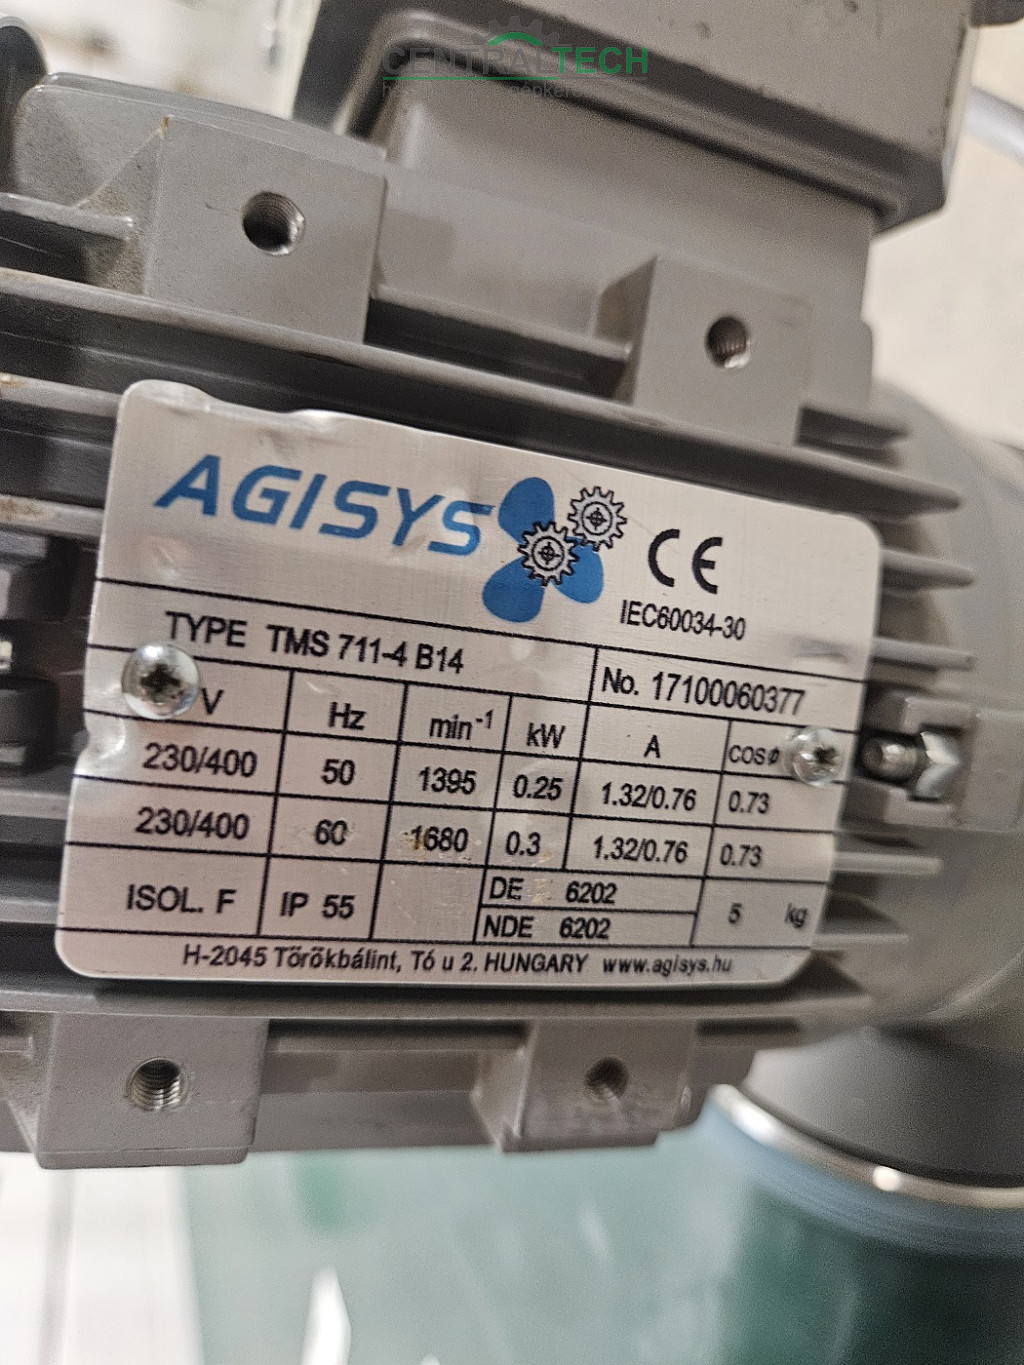 CENTRALTECH
AGISYS
CE
IEC60034-30
TYPE TMS 711-4 B14
No. 17100060377
V Hz min-1 kW A cosφ
230/400 50 1395 0.25 1.32/0.76 0.73
230/400 60 1680 0.3 1.32/0.76 0.73
ISOL. F IP 55 DE 6202 5 kg
NDE 6202
H-2045 Törökbálint, Tó u 2. HUNGARY www.agisys.hu